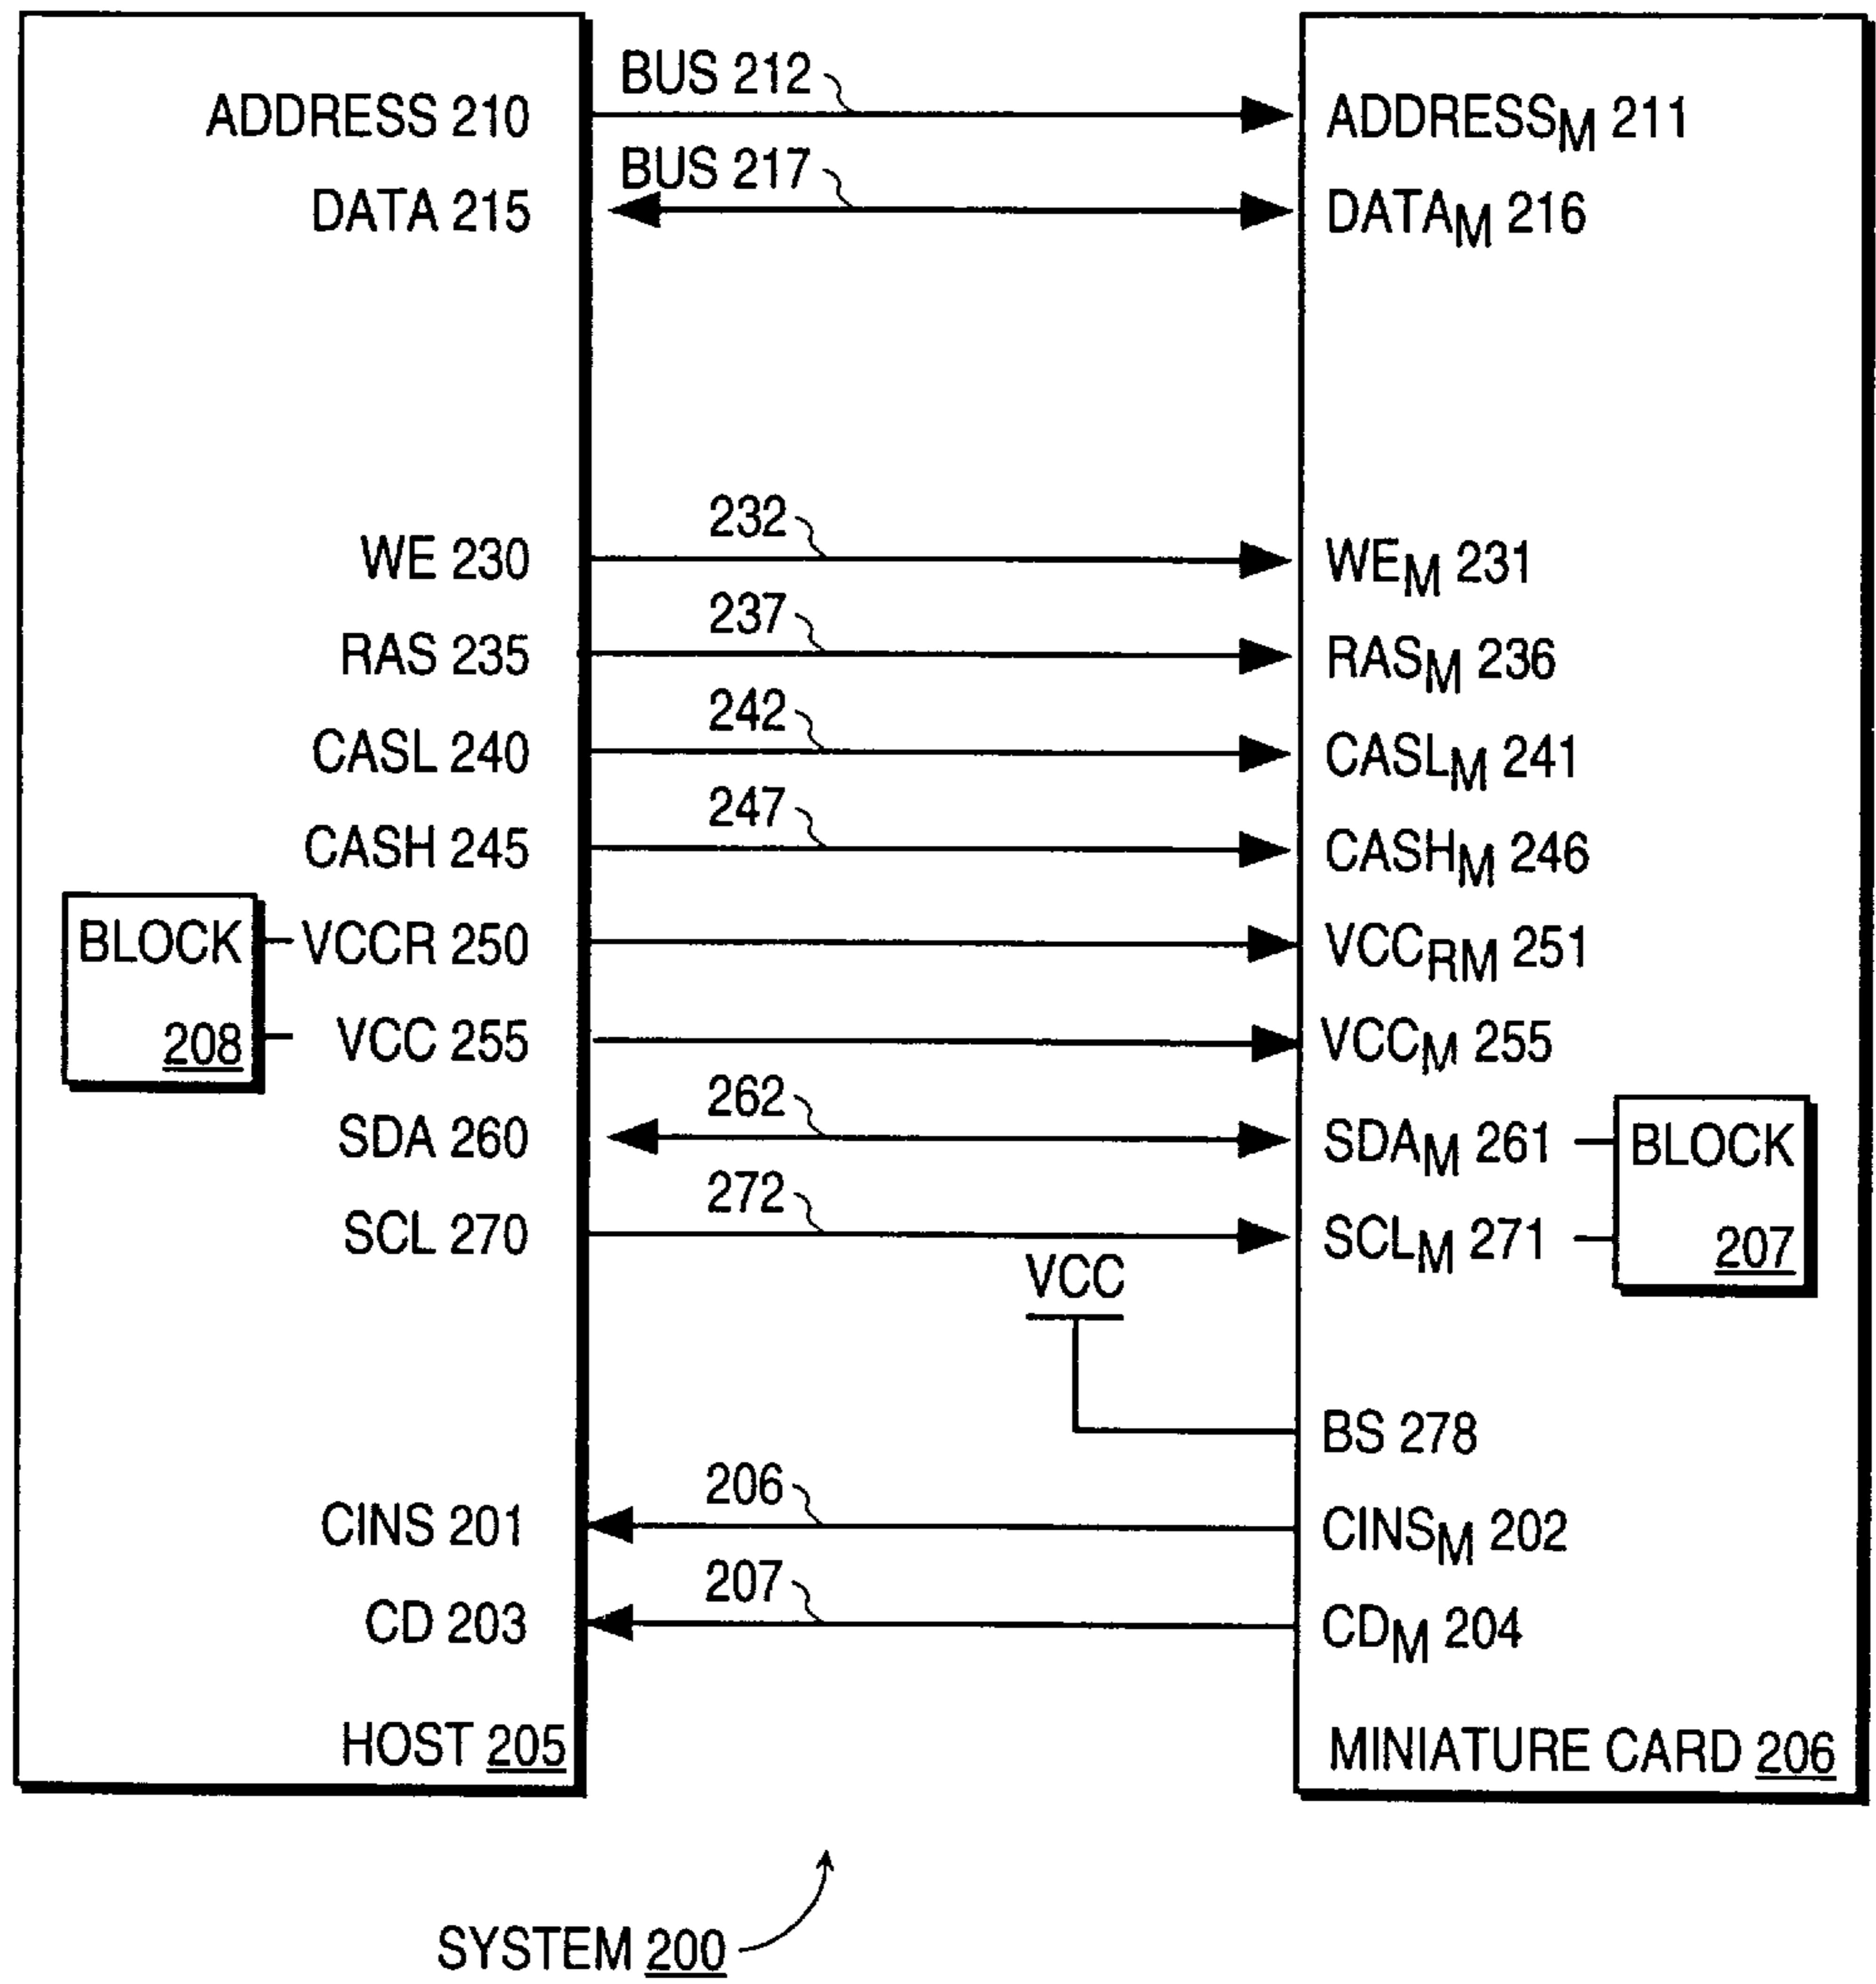 BUS 212
ADDRESS 210
ADDRESSM 211
BUS 217
DATA 215
DATAM 216
232
WE 230
WEM 231
237
RAS 235
RASM 236
242
CASL 240
CASLM 241
247
CASH 245
CASHM 246
BLOCK
208
VCCR 250
VCCRM 251
VCC 255
VCCM 255
262
SDA 260
SDAM 261
BLOCK
207
272
SCL 270
SCLM 271
VCC
BS 278
206
CINS 201
CINSM 202
207
CD 203
CDM 204
HOST 205
MINIATURE CARD 206
SYSTEM 200